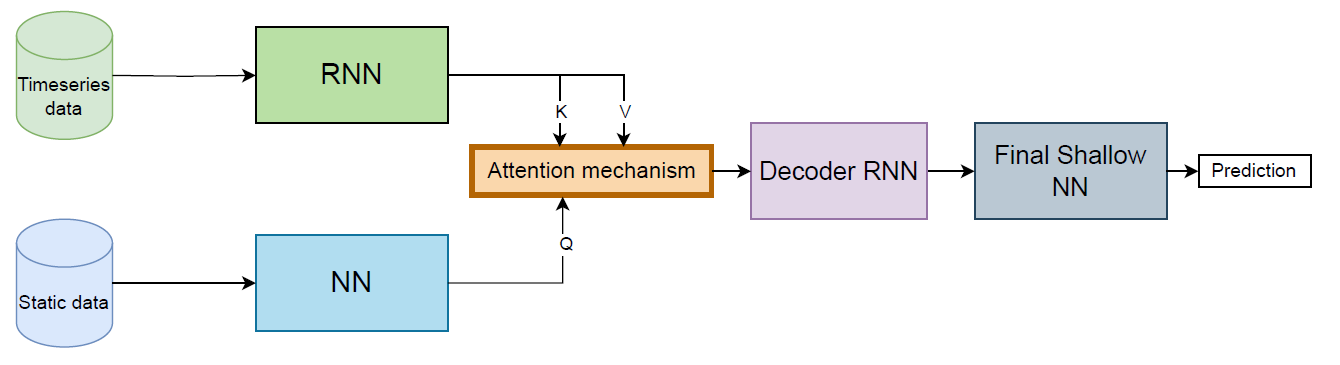 Timeseries
data
RNN
K
V
Attention mechanism
Decoder RNN
Final Shallow
NN
Prediction
Static data
NN
Q